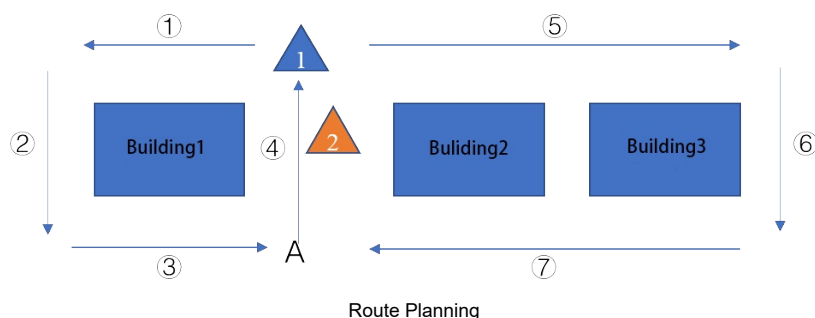 ① ⑤
1
② Building1 ④ 2 Buliding2 Building3 ⑥
A
③ ⑦
Route Planning